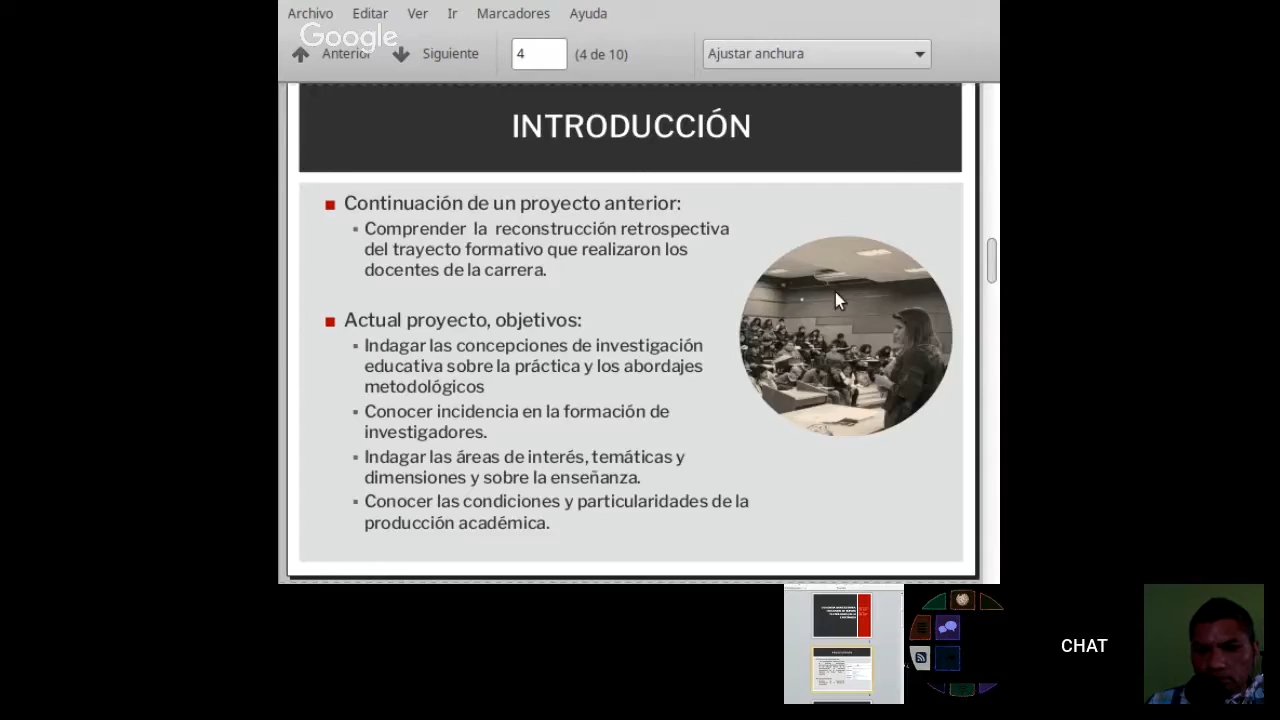 Archivo Editar Ver Ir Marcadores Ayuda
Google
Anterior Siguiente 4 (4 de 10) Ajustar anchura
INTRODUCCIÓN
Continuación de un proyecto anterior:
Comprender la reconstrucción retrospectiva
del trayecto formativo que realizaron los
docentes de la carrera.
Actual proyecto, objetivos:
Indagar las concepciones de investigación
educativa sobre la práctica y los abordajes
metodológicos
Conocer incidencia en la formación de
investigadores.
Indagar las áreas de interés, temáticas y
dimensiones y sobre la enseñanza.
Conocer las condiciones y particularidades de la
producción académica.
CHAT